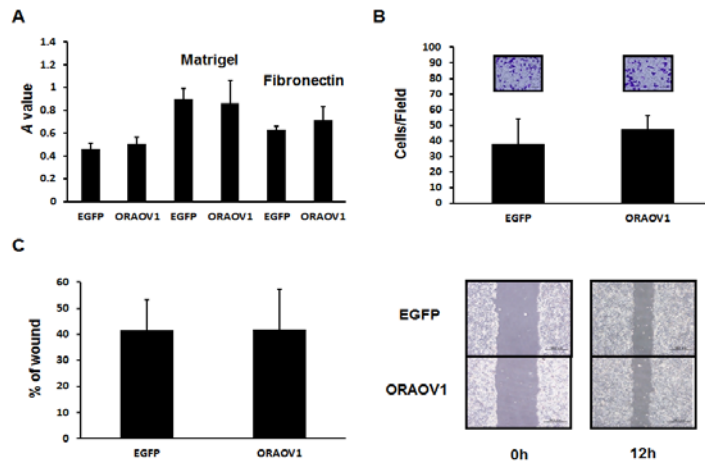 A
1.4
1.2
1
0.8
0.6
0.4
0.2
0
A value
Matrigel
Fibronectin
EGFP ORAOV1 EGFP ORAOV1 EGFP ORAOV1
B
100
90
80
70
60
50
40
30
20
10
0
Cells/Field
EGFP ORAOV1
C
60
50
40
30
20
10
0
% of wound
EGFP ORAOV1
EGFP
ORAOV1
0h 12h